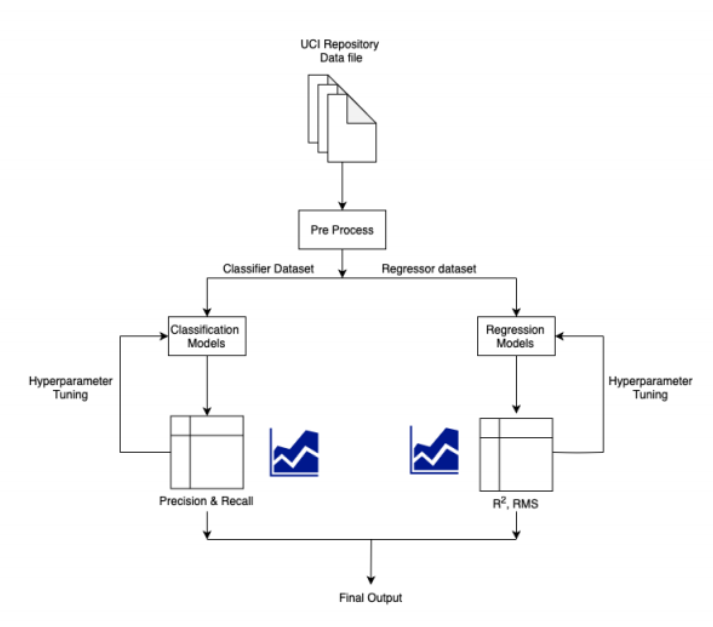 UCI Repository
Data file
Pre Process
Classifier Dataset
Regressor dataset
Classification
Models
Regression
Models
Hyperparameter
Tuning
Hyperparameter
Tuning
Precision & Recall
R², RMS
Final Output